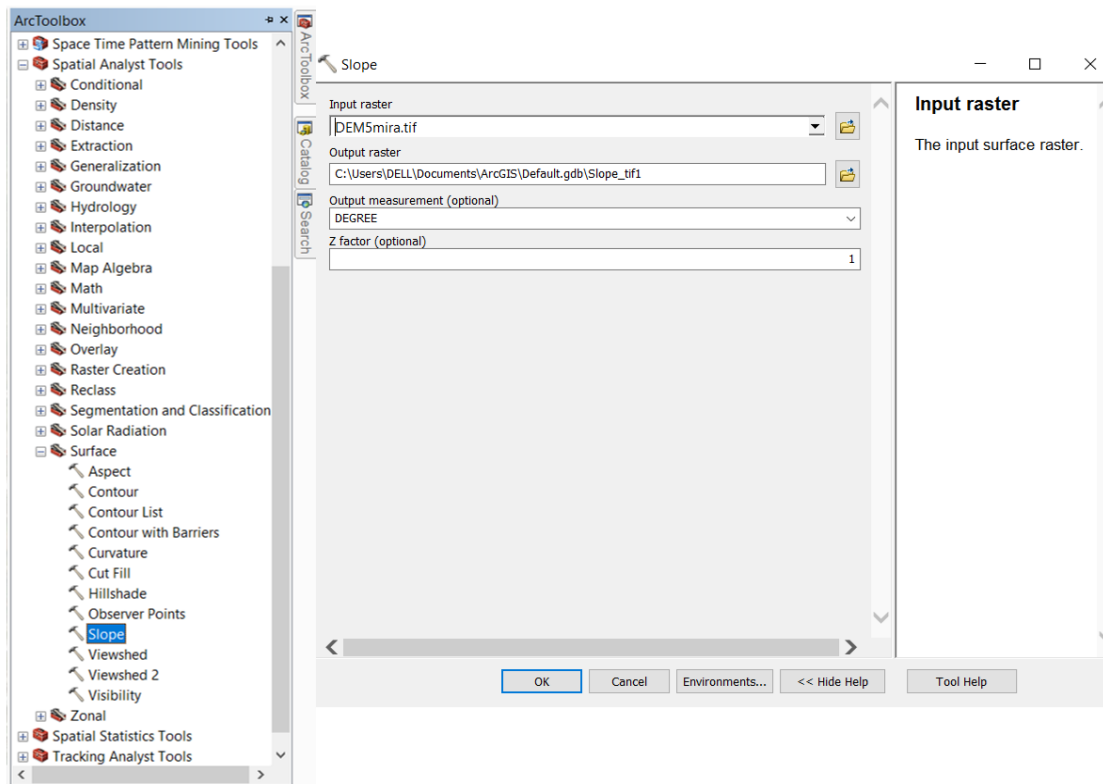 ArcToolbox
Space Time Pattern Mining Tools
Spatial Analyst Tools
Conditional
Density
Distance
Extraction
Generalization
Groundwater
Hydrology
Interpolation
Local
Map Algebra
Math
Multivariate
Neighborhood
Overlay
Raster Creation
Reclass
Segmentation and Classification
Solar Radiation
Surface
Aspect
Contour
Contour List
Contour with Barriers
Curvature
Cut Fill
Hillshade
Observer Points
Slope
Viewshed
Viewshed 2
Visibility
Zonal
Spatial Statistics Tools
Tracking Analyst Tools
ArcToolbox
Catalog
Search
Slope
Input raster
DEM5mira.tif
Output raster
C:\Users\DELL\Documents\ArcGIS\Default.gdb\Slope_tif1
Output measurement (optional)
DEGREE
Z factor (optional)
1
OK
Cancel
Environments...
<< Hide Help
Tool Help
Input raster
The input surface raster.